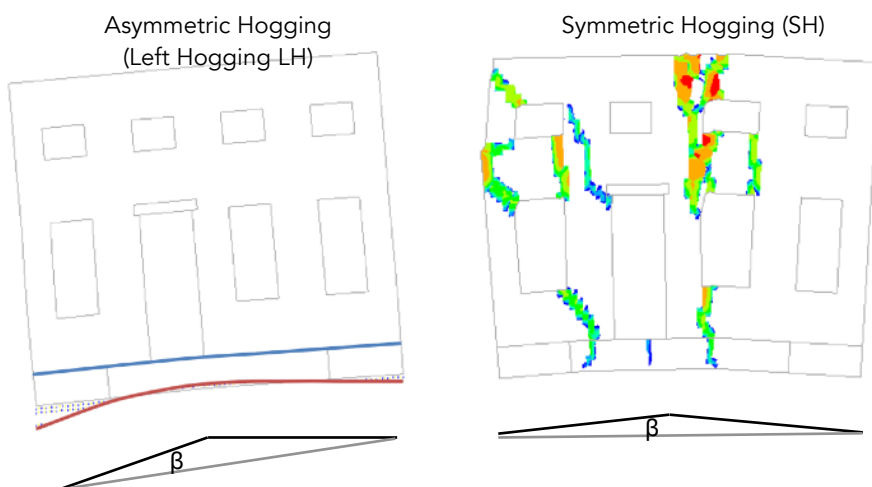 Asymmetric Hogging
(Left Hogging LH)
Symmetric Hogging (SH)
β
β